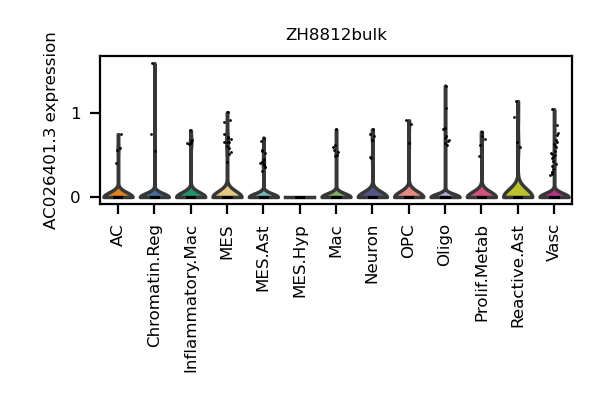 ZH8812bulk
AC026401.3 expression
1
0
AC
Chromatin.Reg
Inflammatory.Mac
MES
MES.Ast
MES.Hyp
Mac
Neuron
OPC
Oligo
Prolif.Metab
Reactive.Ast
Vasc